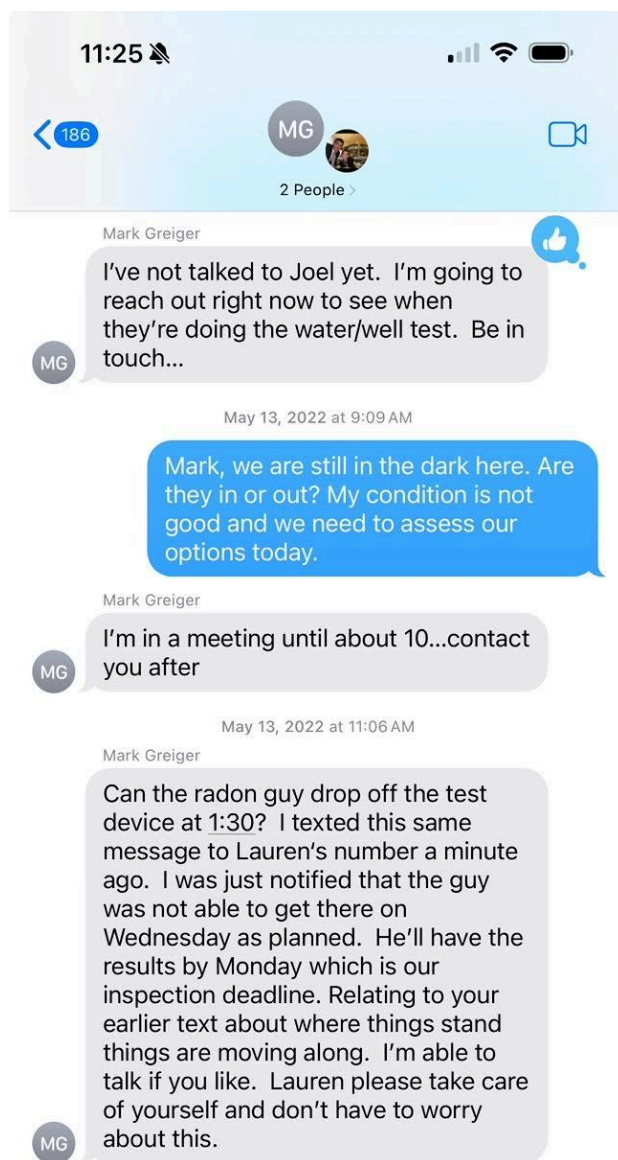 11:25
186
MG
2 People
Mark Greiger
I've not talked to Joel yet.  I'm going to
reach out right now to see when
they're doing the water/well test.  Be in
touch...
MG
May 13, 2022 at 9:09 AM
Mark, we are still in the dark here. Are
they in or out? My condition is not
good and we need to assess our
options today.
Mark Greiger
I'm in a meeting until about 10...contact
you after
MG
May 13, 2022 at 11:06 AM
Mark Greiger
Can the radon guy drop off the test
device at 1:30?  I texted this same
message to Lauren's number a minute
ago.  I was just notified that the guy
was not able to get there on
Wednesday as planned.  He'll have the
results by Monday which is our
inspection deadline. Relating to your
earlier text about where things stand
things are moving along.  I'm able to
talk if you like.  Lauren please take care
of yourself and don't have to worry
about this.
MG